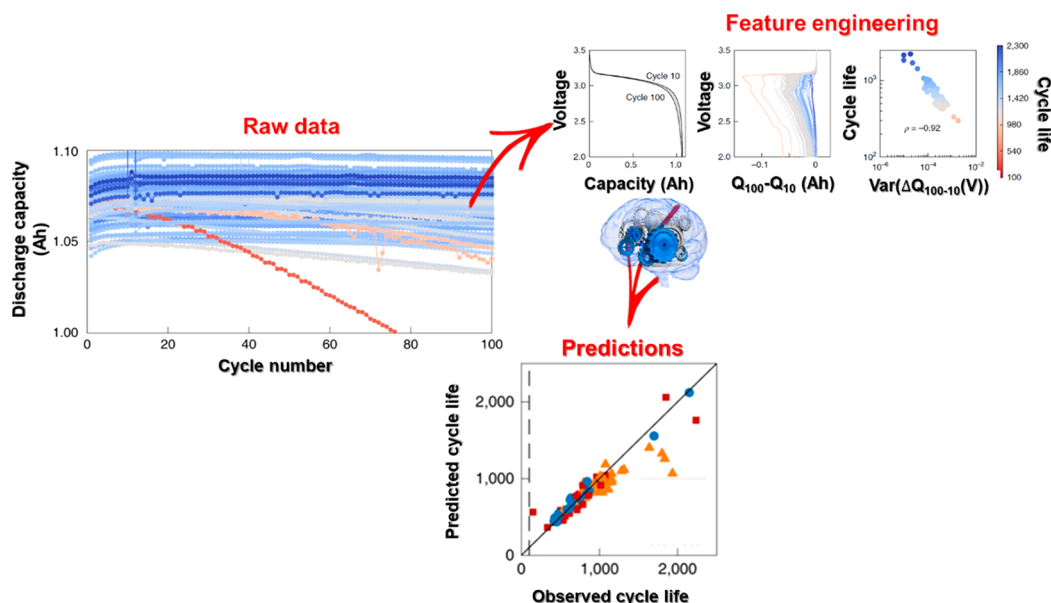 Feature engineering
3.5
3.0
2.5
2.0
Voltage
Cycle 10
Cycle 100
0
0.5
1.0
Capacity (Ah)
3.5
3.0
2.5
2.0
Voltage
-0.1
0
Q100-Q10 (Ah)
Cycle life
10³
10²
ρ = −0.92
10⁻⁵
10⁻⁴
10⁻²
Var(ΔQ100-10(V))
2,300
1,860
1,420
980
540
100
Cycle life
Raw data
Discharge capacity
(Ah)
1.10
1.05
1.00
0
20
40
60
80
100
Cycle number
Predictions
Predicted cycle life
2,000
1,000
0
0
1,000
2,000
Observed cycle life